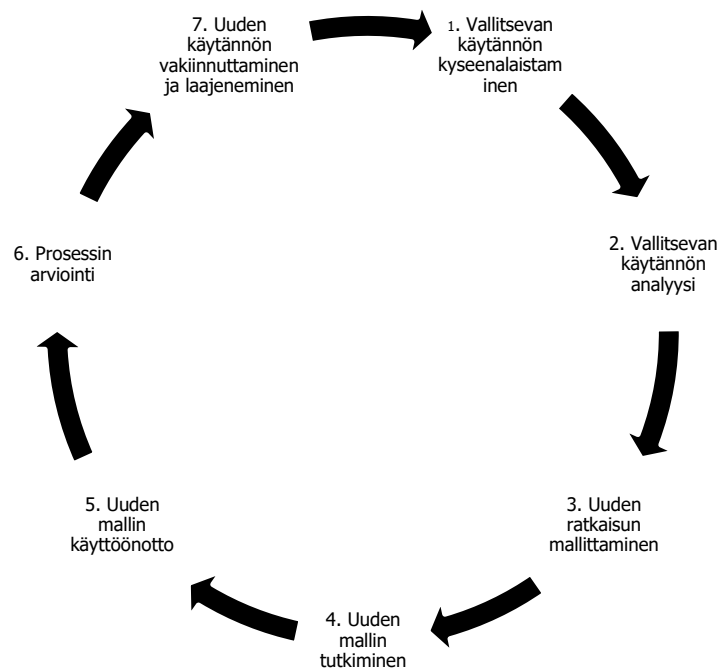 1. Vallitsevan
käytännön
kyseenalaistam
inen
2. Vallitsevan
käytännön
analyysi
3. Uuden
ratkaisun
mallittaminen
4. Uuden
mallin
tutkiminen
5. Uuden
mallin
käyttöönotto
6. Prosessin
arviointi
7. Uuden
käytännön
vakiinnuttaminen
ja laajeneminen